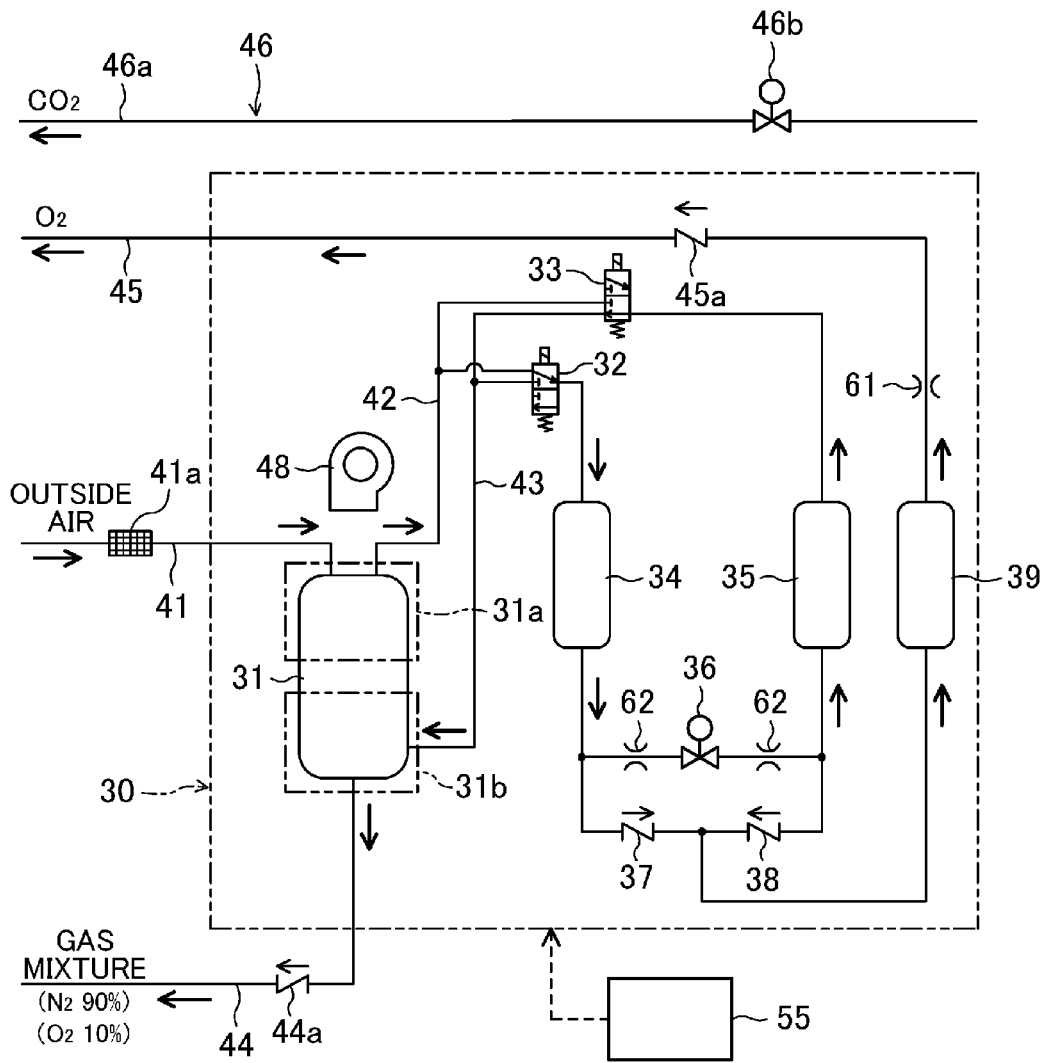 46b
46a
46
CO₂
O₂
45
45a
33
32
61
42
48
43
41a
OUTSIDE
AIR
41
31a
34
35
39
31
36
62
62
30
31b
37
38
GAS
MIXTURE
(N₂ 90%)
(O₂ 10%)
44
44a
55